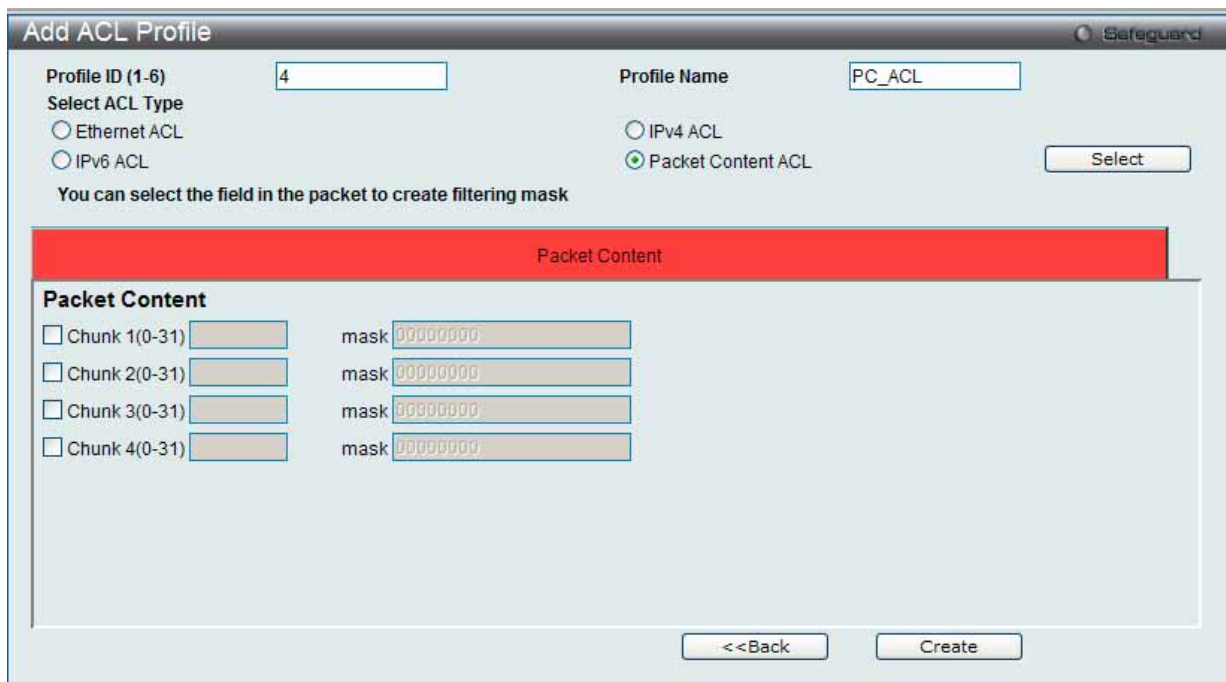 Add ACL Profile
Safeguard
Profile ID (1-6) 4 Profile Name PC_ACL
Select ACL Type
Ethernet ACL IPv4 ACL
IPv6 ACL Packet Content ACL Select
You can select the field in the packet to create filtering mask
Packet Content
Packet Content
Chunk 1(0-31) mask 00000000
Chunk 2(0-31) mask 00000000
Chunk 3(0-31) mask 00000000
Chunk 4(0-31) mask 00000000
<<Back Create